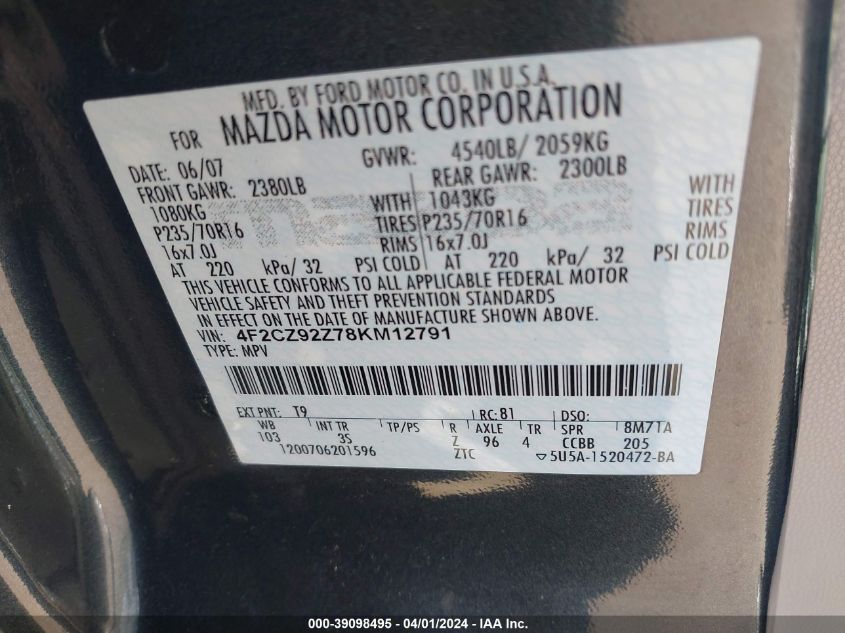 MFD. BY FORD MOTOR CO. IN U.S.A.
FOR MAZDA MOTOR CORPORATION
DATE: 06/07 GVWR: 4540LB/ 2059KG
FRONT GAWR: 2380LB REAR GAWR: 2300LB
1080KG WITH 1043KG WITH
P235/70R16 TIRES P235/70R16 TIRES
16x7.0J RIMS 16x7.0J RIMS
AT 220 kPa/ 32 PSI COLD AT 220 kPa/ 32 PSI COLD
THIS VEHICLE CONFORMS TO ALL APPLICABLE FEDERAL MOTOR
VEHICLE SAFETY AND THEFT PREVENTION STANDARDS
IN EFFECT ON THE DATE OF MANUFACTURE SHOWN ABOVE.
VIN: 4F2CZ92Z78KM12791
TYPE: MPV
EXT PNT: T9 RC: 81 DSO:
WB INT TR TP/PS R AXLE TR SPR 8M71A
103 3S Z 96 4 CCBB 205
1200706201596 ZTC ▽5U5A-1520472-BA
000-39098495 - 04/01/2024 - IAA Inc.